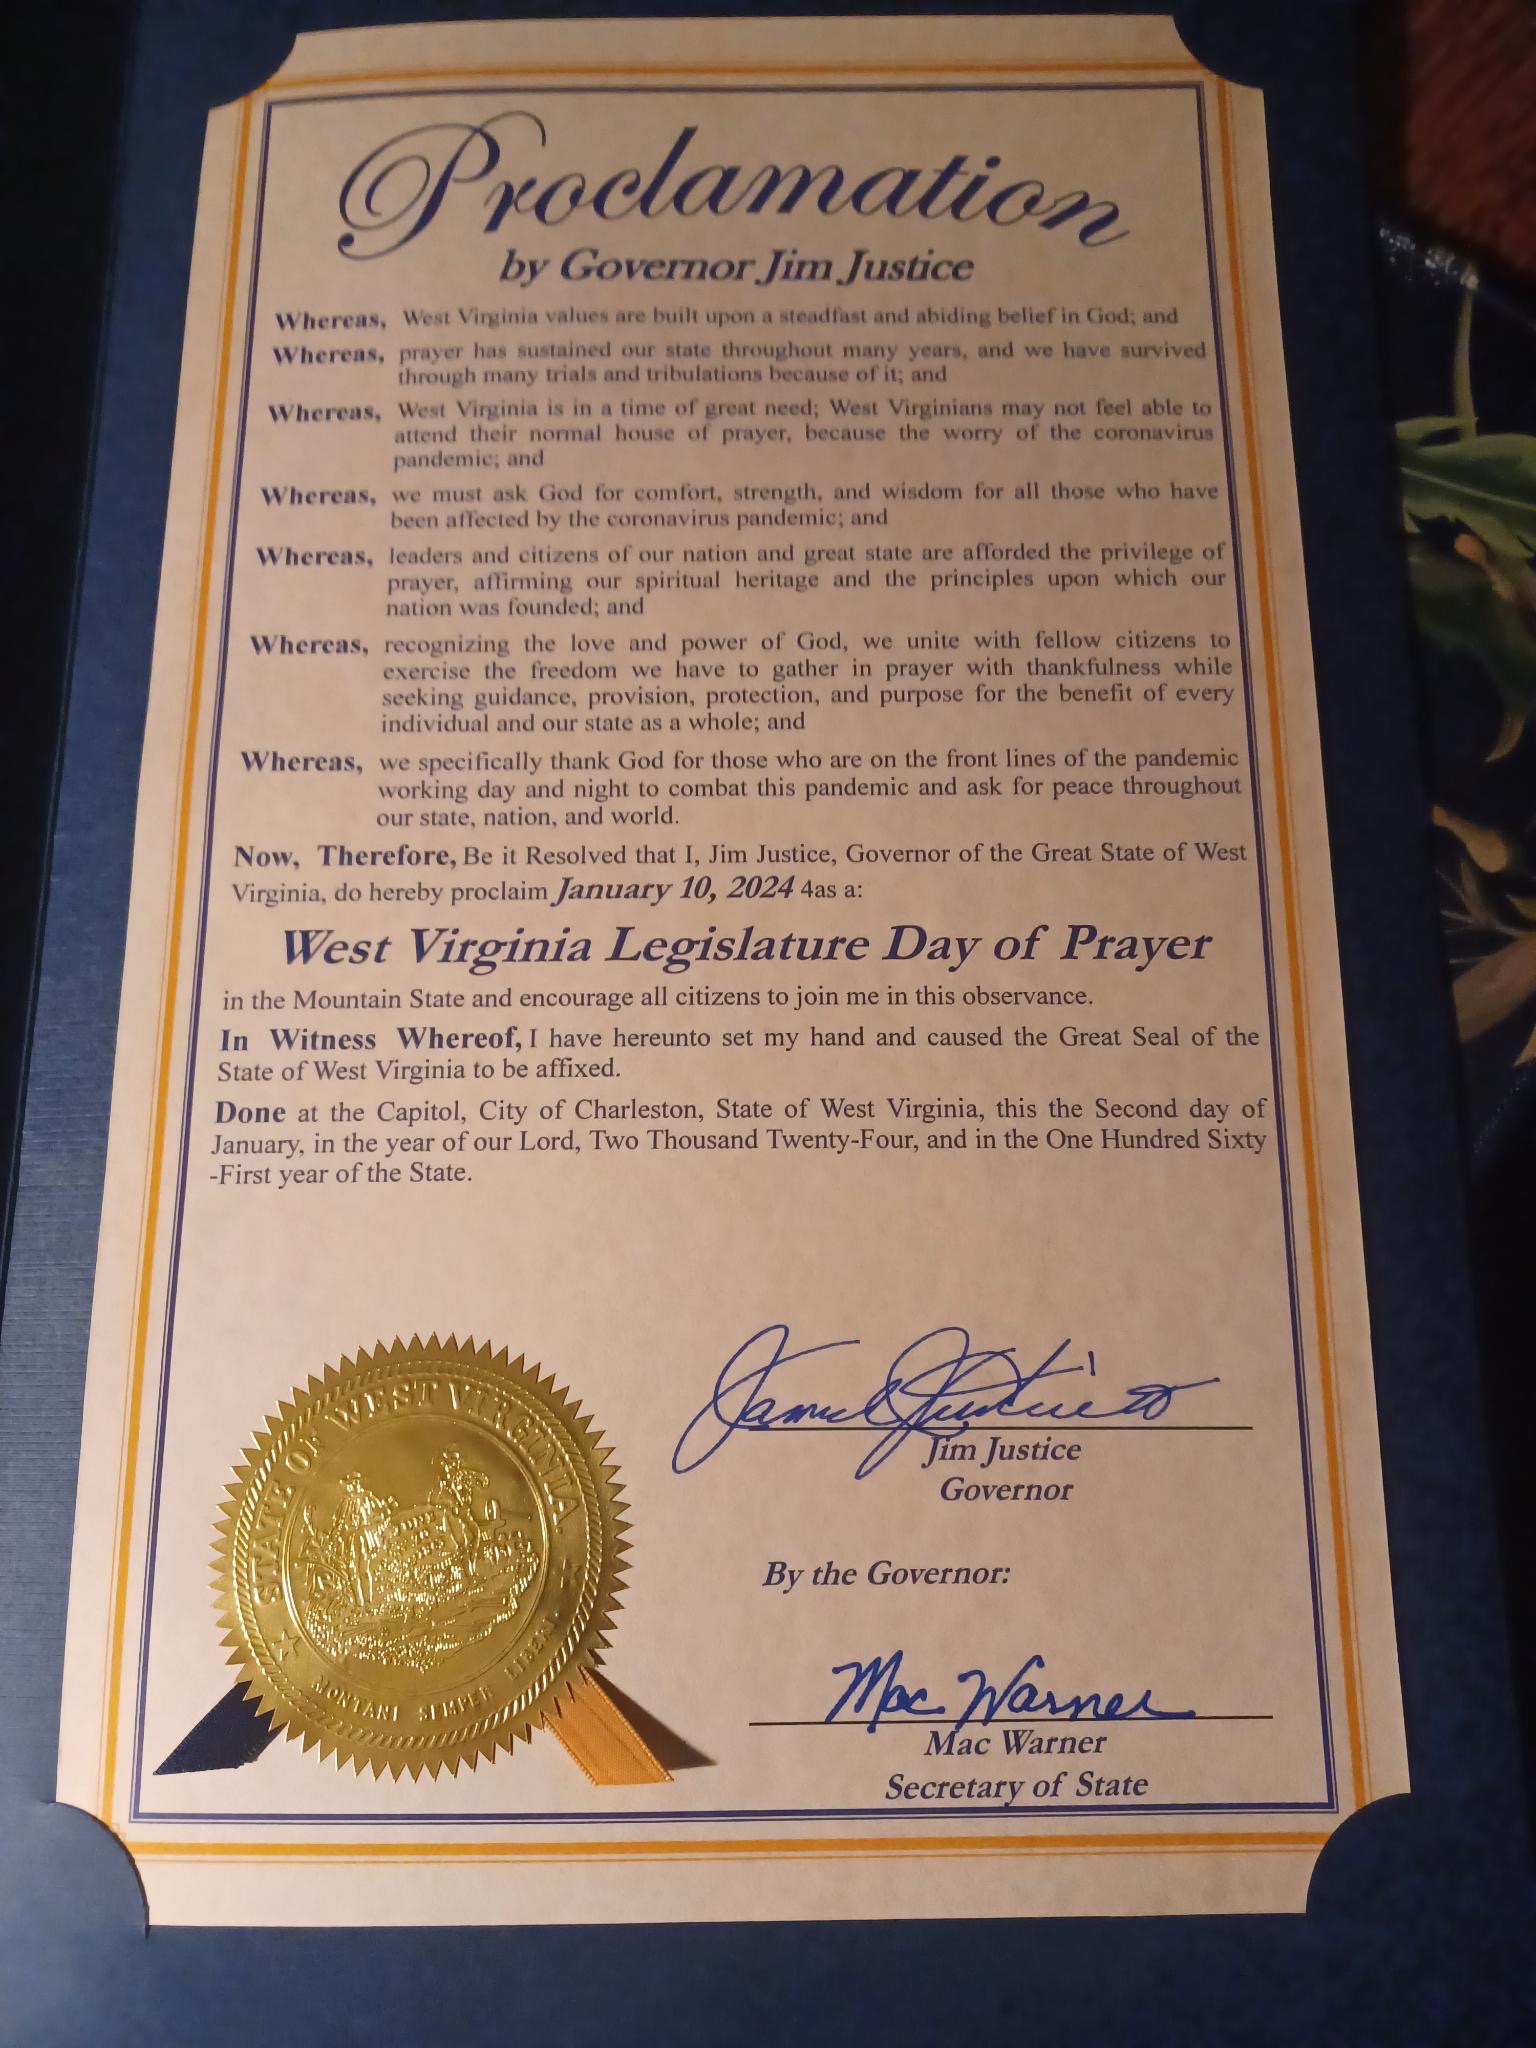 Proclamation
by Governor Jim Justice
Whereas, West Virginia values are built upon a steadfast and abiding belief in God; and
Whereas, prayer has sustained our state throughout many years, and we have survived
through many trials and tribulations because of it; and
Whereas, West Virginia is in a time of great need; West Virginians may not feel able to
attend their normal house of prayer, because the worry of the coronavirus
pandemic; and
Whereas, we must ask God for comfort, strength, and wisdom for all those who have
been affected by the coronavirus pandemic; and
Whereas, leaders and citizens of our nation and great state are afforded the privilege of
prayer, affirming our spiritual heritage and the principles upon which our
nation was founded; and
Whereas, recognizing the love and power of God, we unite with fellow citizens to
exercise the freedom we have to gather in prayer with thankfulness while
seeking guidance, provision, protection, and purpose for the benefit of every
individual and our state as a whole; and
Whereas, we specifically thank God for those who are on the front lines of the pandemic
working day and night to combat this pandemic and ask for peace throughout
our state, nation, and world.
Now, Therefore, Be it Resolved that I, Jim Justice, Governor of the Great State of West
Virginia, do hereby proclaim January 10, 2024 4as a:
West Virginia Legislature Day of Prayer
in the Mountain State and encourage all citizens to join me in this observance.
In Witness Whereof, I have hereunto set my hand and caused the Great Seal of the
State of West Virginia to be affixed.
Done at the Capitol, City of Charleston, State of West Virginia, this the Second day of
January, in the year of our Lord, Two Thousand Twenty-Four, and in the One Hundred Sixty
-First year of the State.
STATE OF WEST VIRGINIA.
MONTANI SEMPER LIBERI.
James Justice II
Jim Justice
Governor
By the Governor:
Mac Warner
Mac Warner
Secretary of State